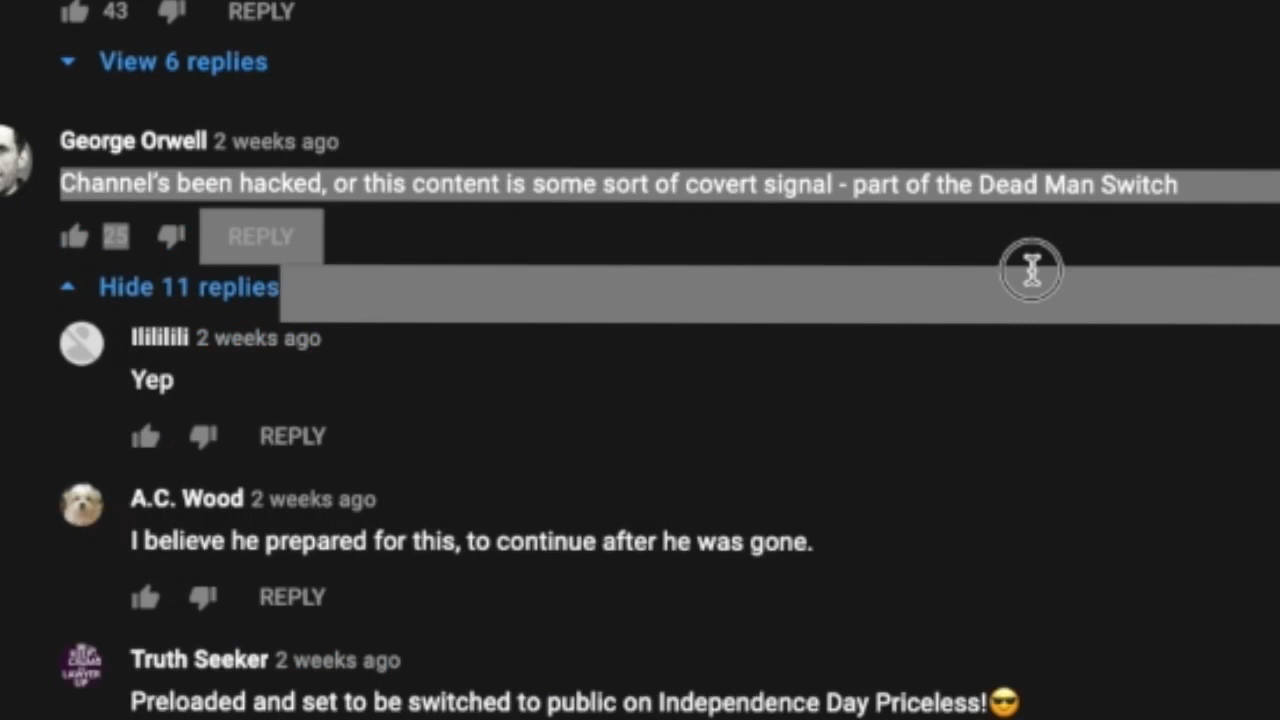 43 REPLY
View 6 replies
George Orwell 2 weeks ago
Channel's been hacked, or this content is some sort of covert signal - part of the Dead Man Switch
25 REPLY
Hide 11 replies
2 weeks ago
Yep
REPLY
A.C. Wood 2 weeks ago
I believe he prepared for this, to continue after he was gone.
REPLY
LAWYER
UP
Truth Seeker 2 weeks ago
Preloaded and set to be switched to public on Independence Day Priceless!😎